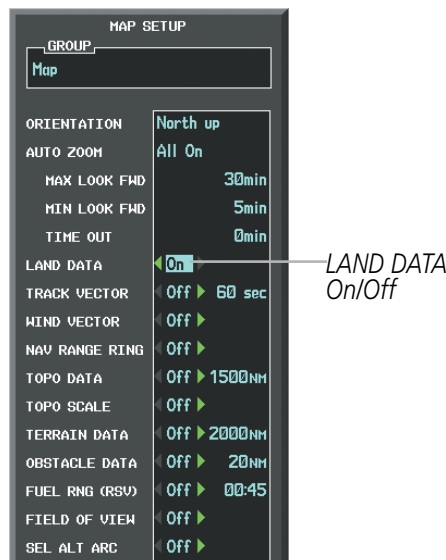 MAP SETUP
GROUP
Map
ORIENTATION North up
AUTO ZOOM All On
MAX LOOK FWD 30min
MIN LOOK FWD 5min
TIME OUT 0min
LAND DATA On
LAND DATA
On/Off
TRACK VECTOR Off 60 sec
WIND VECTOR Off
NAV RANGE RING Off
TOPO DATA Off 1500NM
TOPO SCALE Off
TERRAIN DATA Off 2000NM
OBSTACLE DATA Off 20NM
FUEL RNG (RSV) Off 00:45
FIELD OF VIEW Off
SEL ALT ARC Off